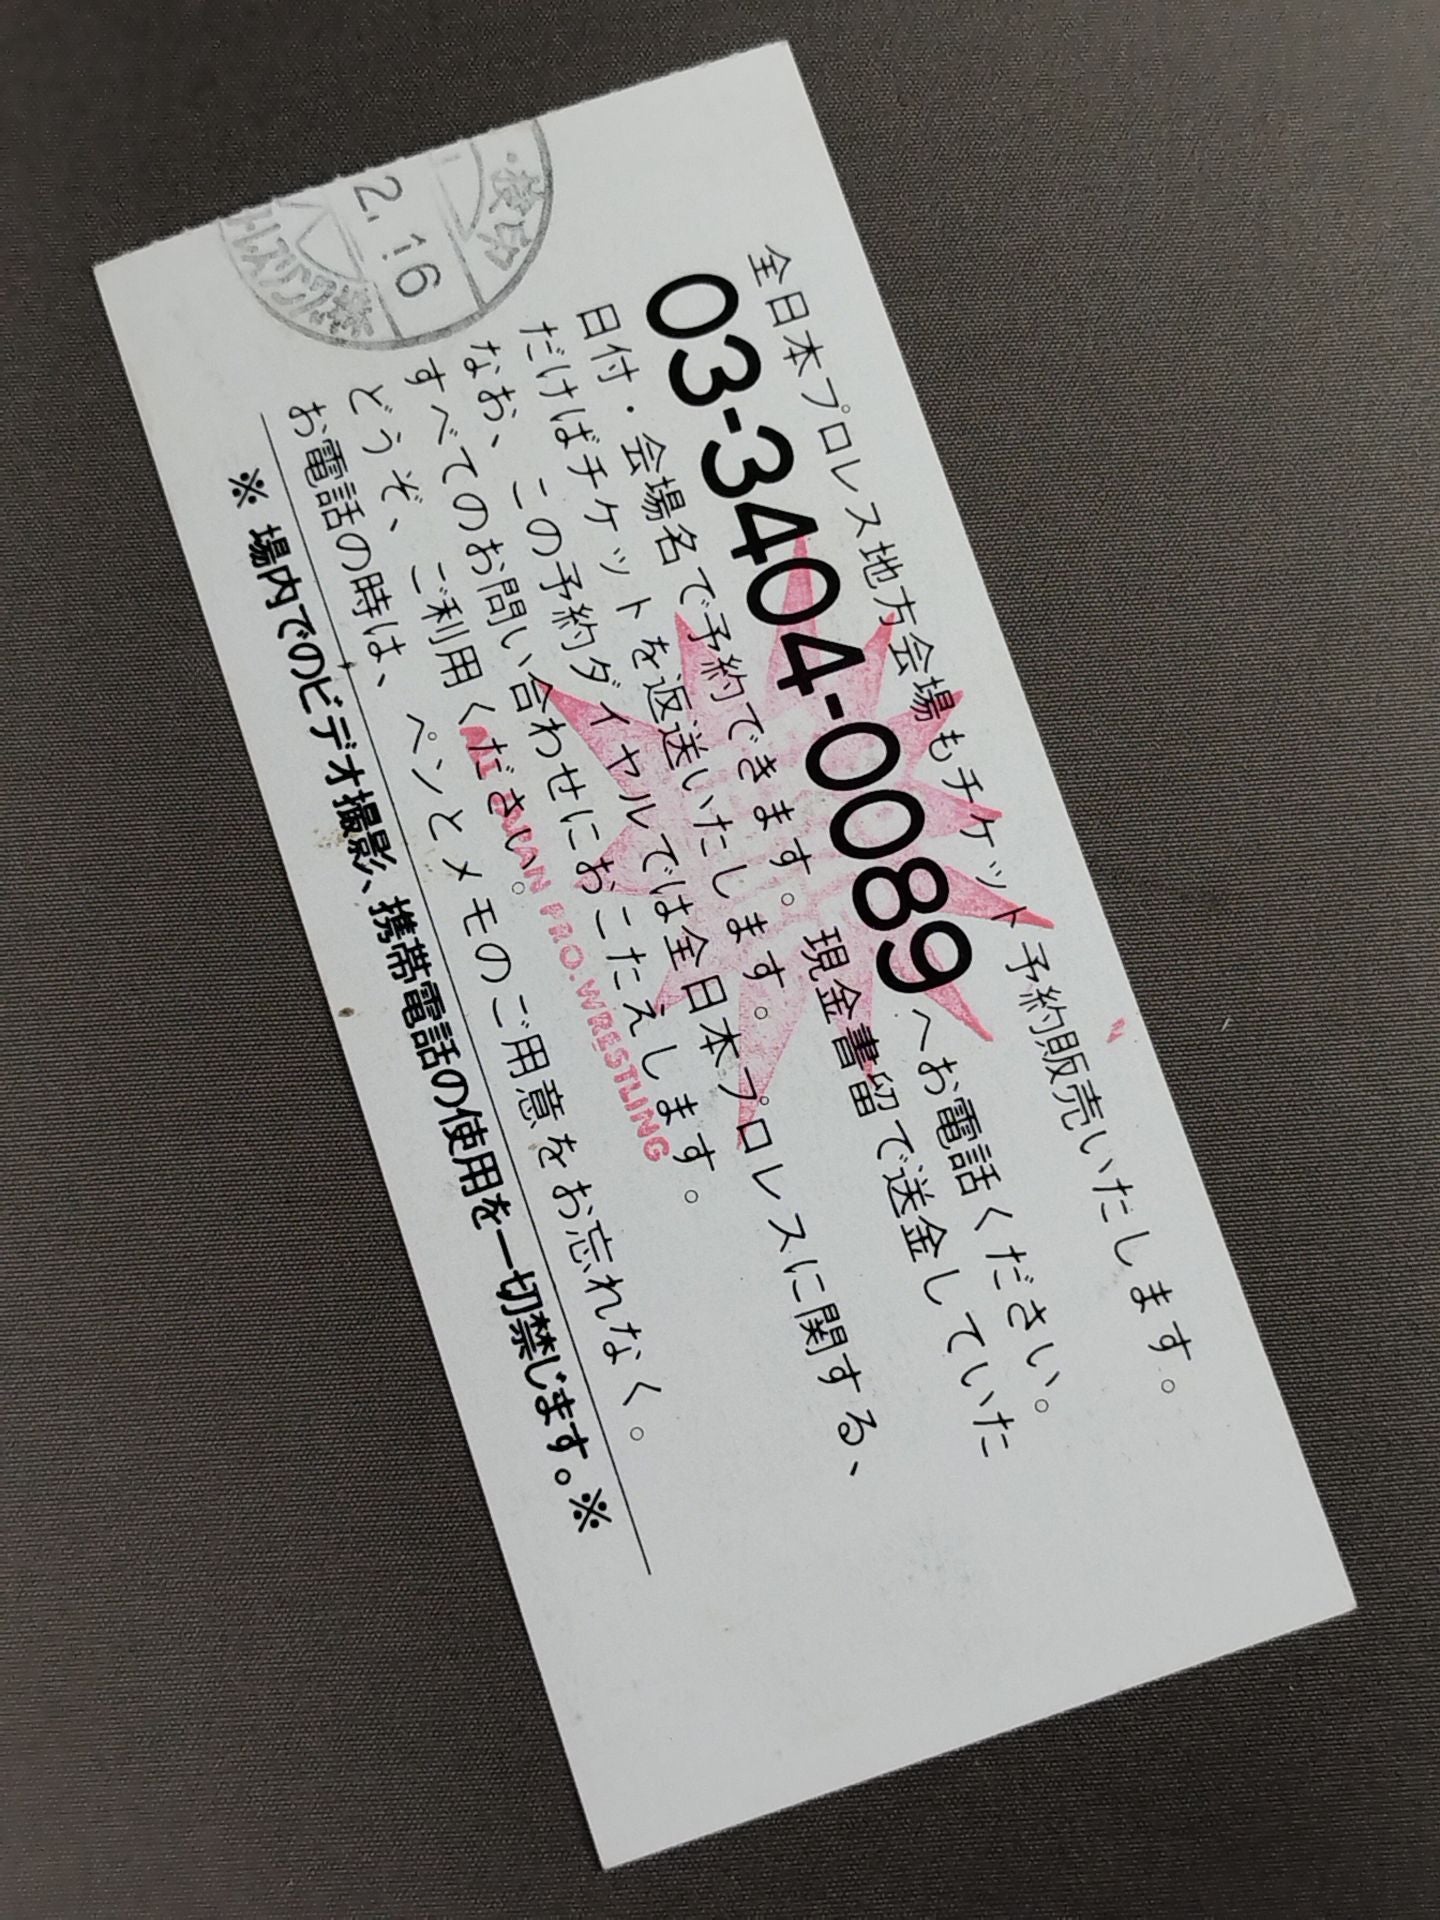 全日本プロレス地方会場もチケット予約販売いたします。
03-3404-0089へお電話ください。
日付・会場名で予約できます。現金書留で送金していた
だければチケットを返送いたします。
なお、この予約ダイヤルでは全日本プロレスに関する、
すべてのお問い合わせにおこたえします。
どうぞ、ご利用ください。
お電話の時は、ペンとメモのご用意をお忘れなく。
※ 場内でのビデオ撮影、携帯電話の使用を一切禁じます。※
PRO.WRESTLING
2.16